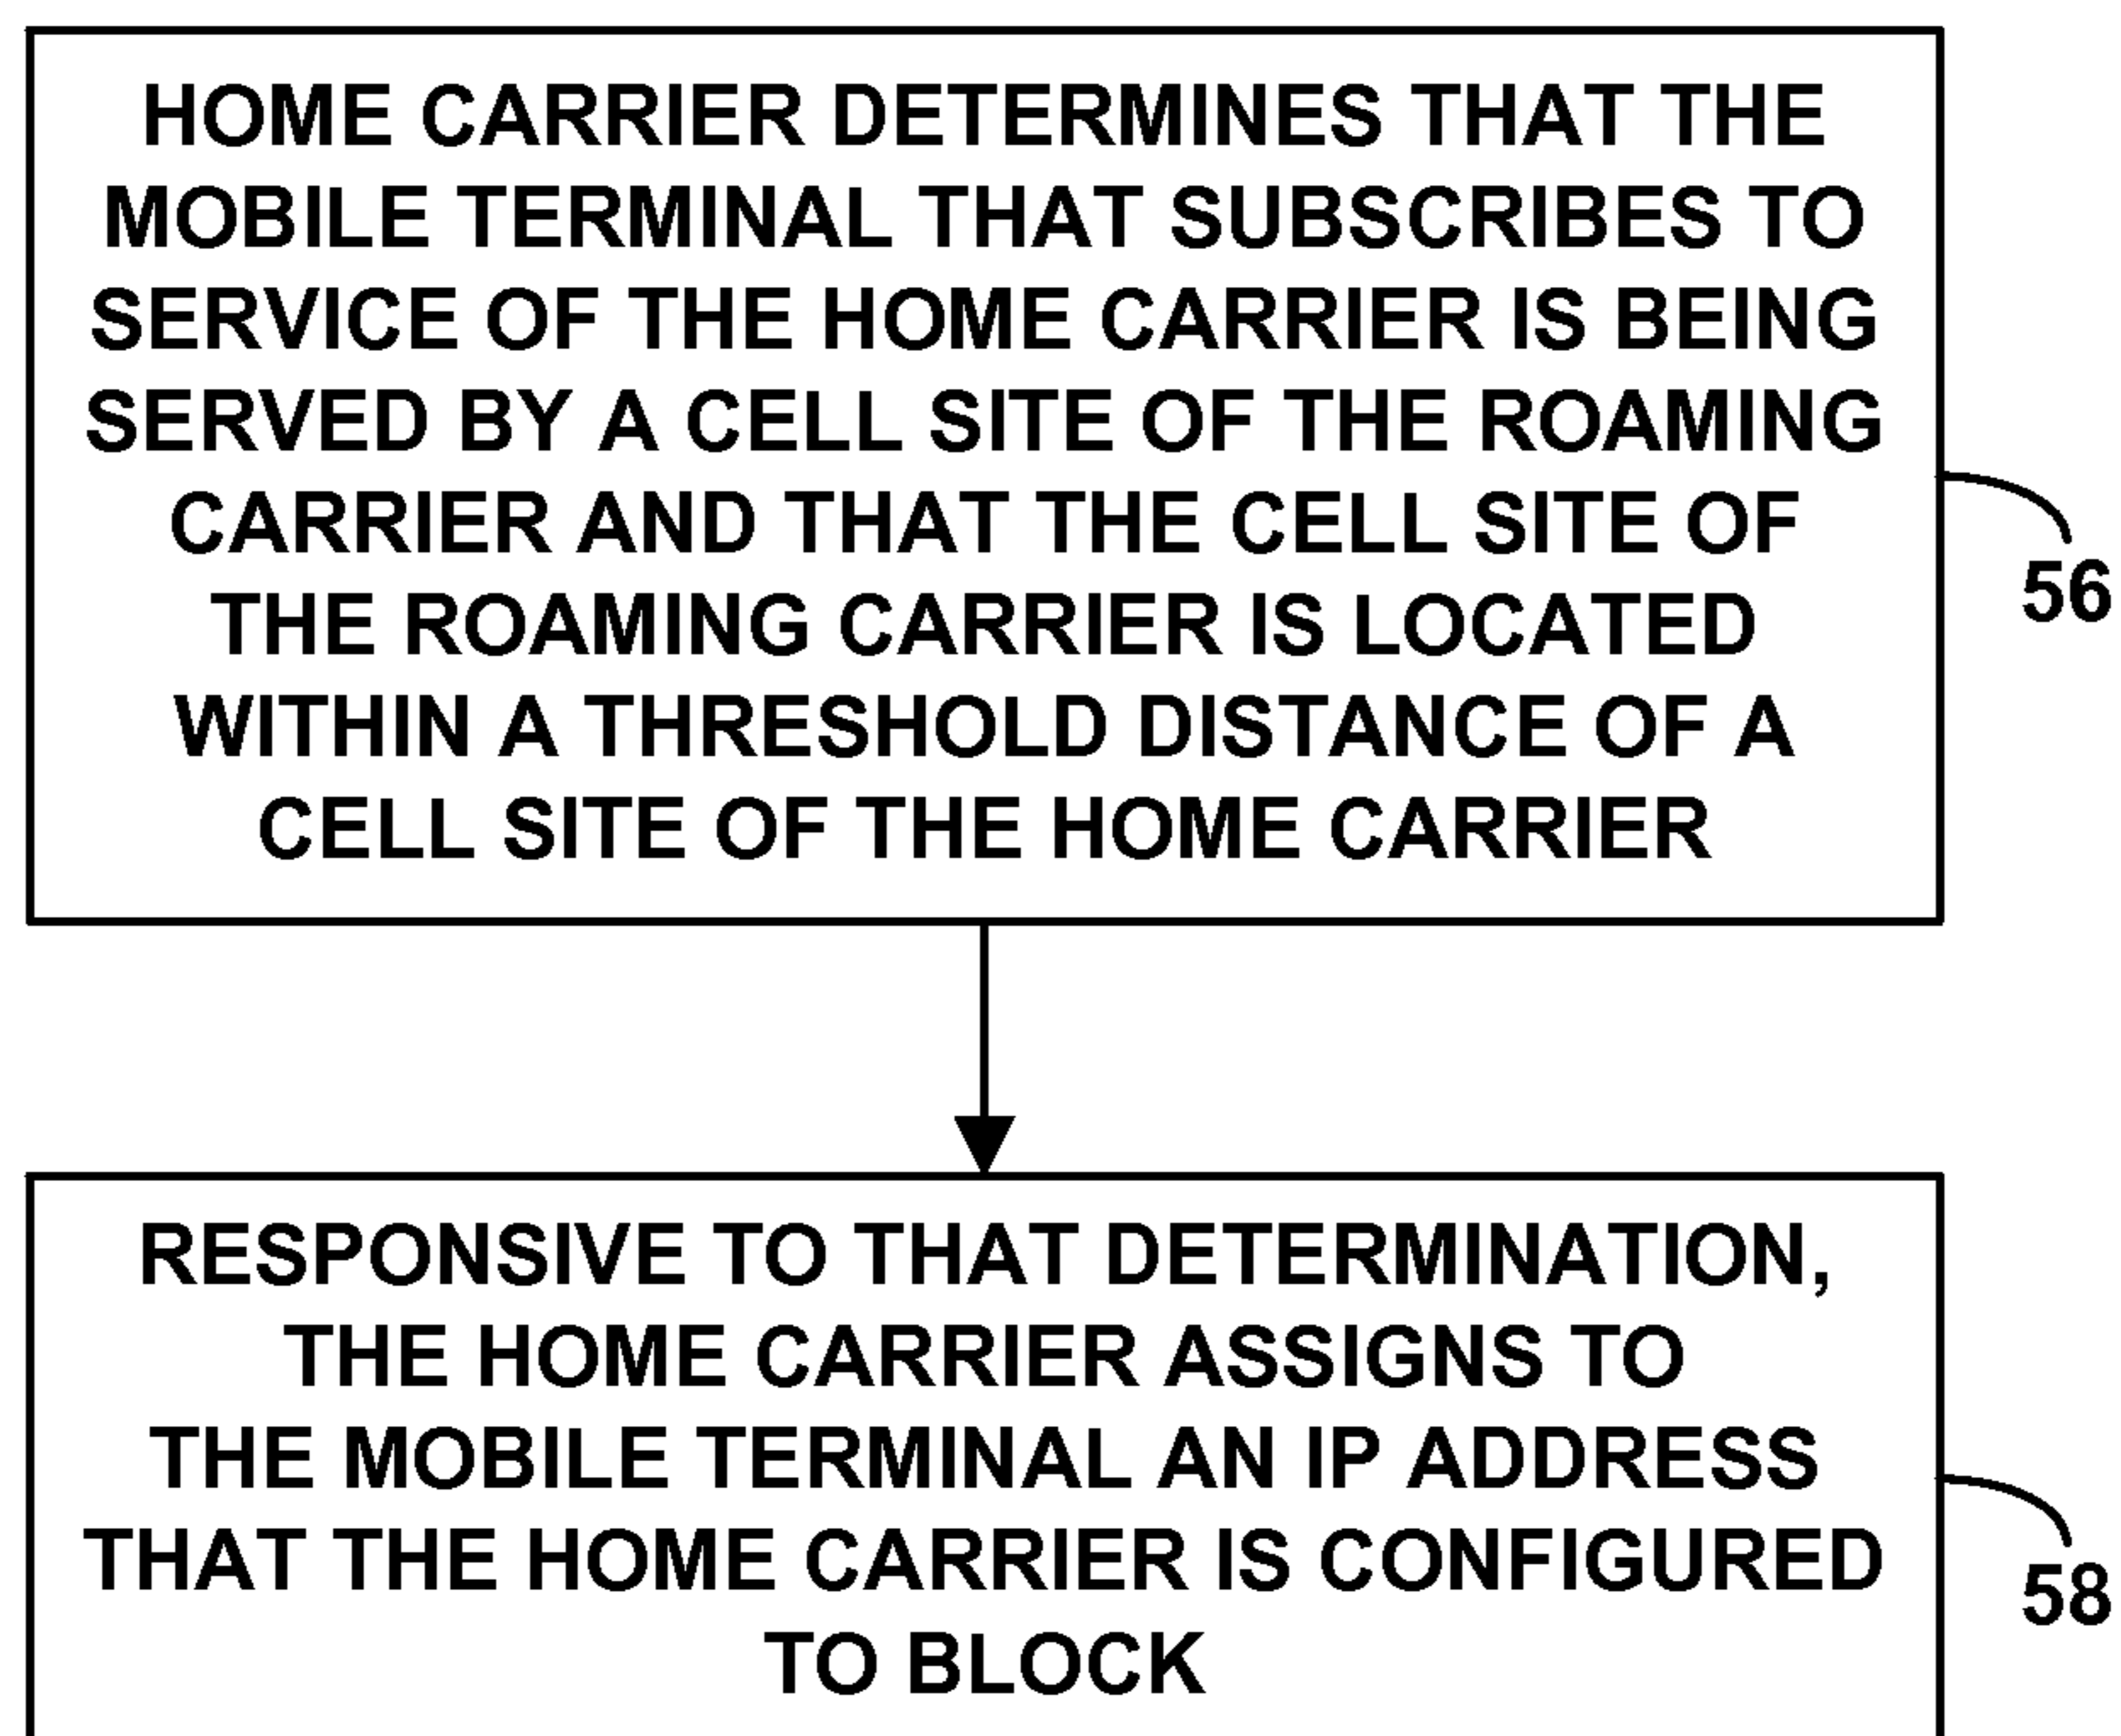 HOME CARRIER DETERMINES THAT THE
MOBILE TERMINAL THAT SUBSCRIBES TO
SERVICE OF THE HOME CARRIER IS BEING
SERVED BY A CELL SITE OF THE ROAMING
CARRIER AND THAT THE CELL SITE OF
THE ROAMING CARRIER IS LOCATED
WITHIN A THRESHOLD DISTANCE OF A
CELL SITE OF THE HOME CARRIER
56
RESPONSIVE TO THAT DETERMINATION,
THE HOME CARRIER ASSIGNS TO
THE MOBILE TERMINAL AN IP ADDRESS
THAT THE HOME CARRIER IS CONFIGURED
TO BLOCK
58